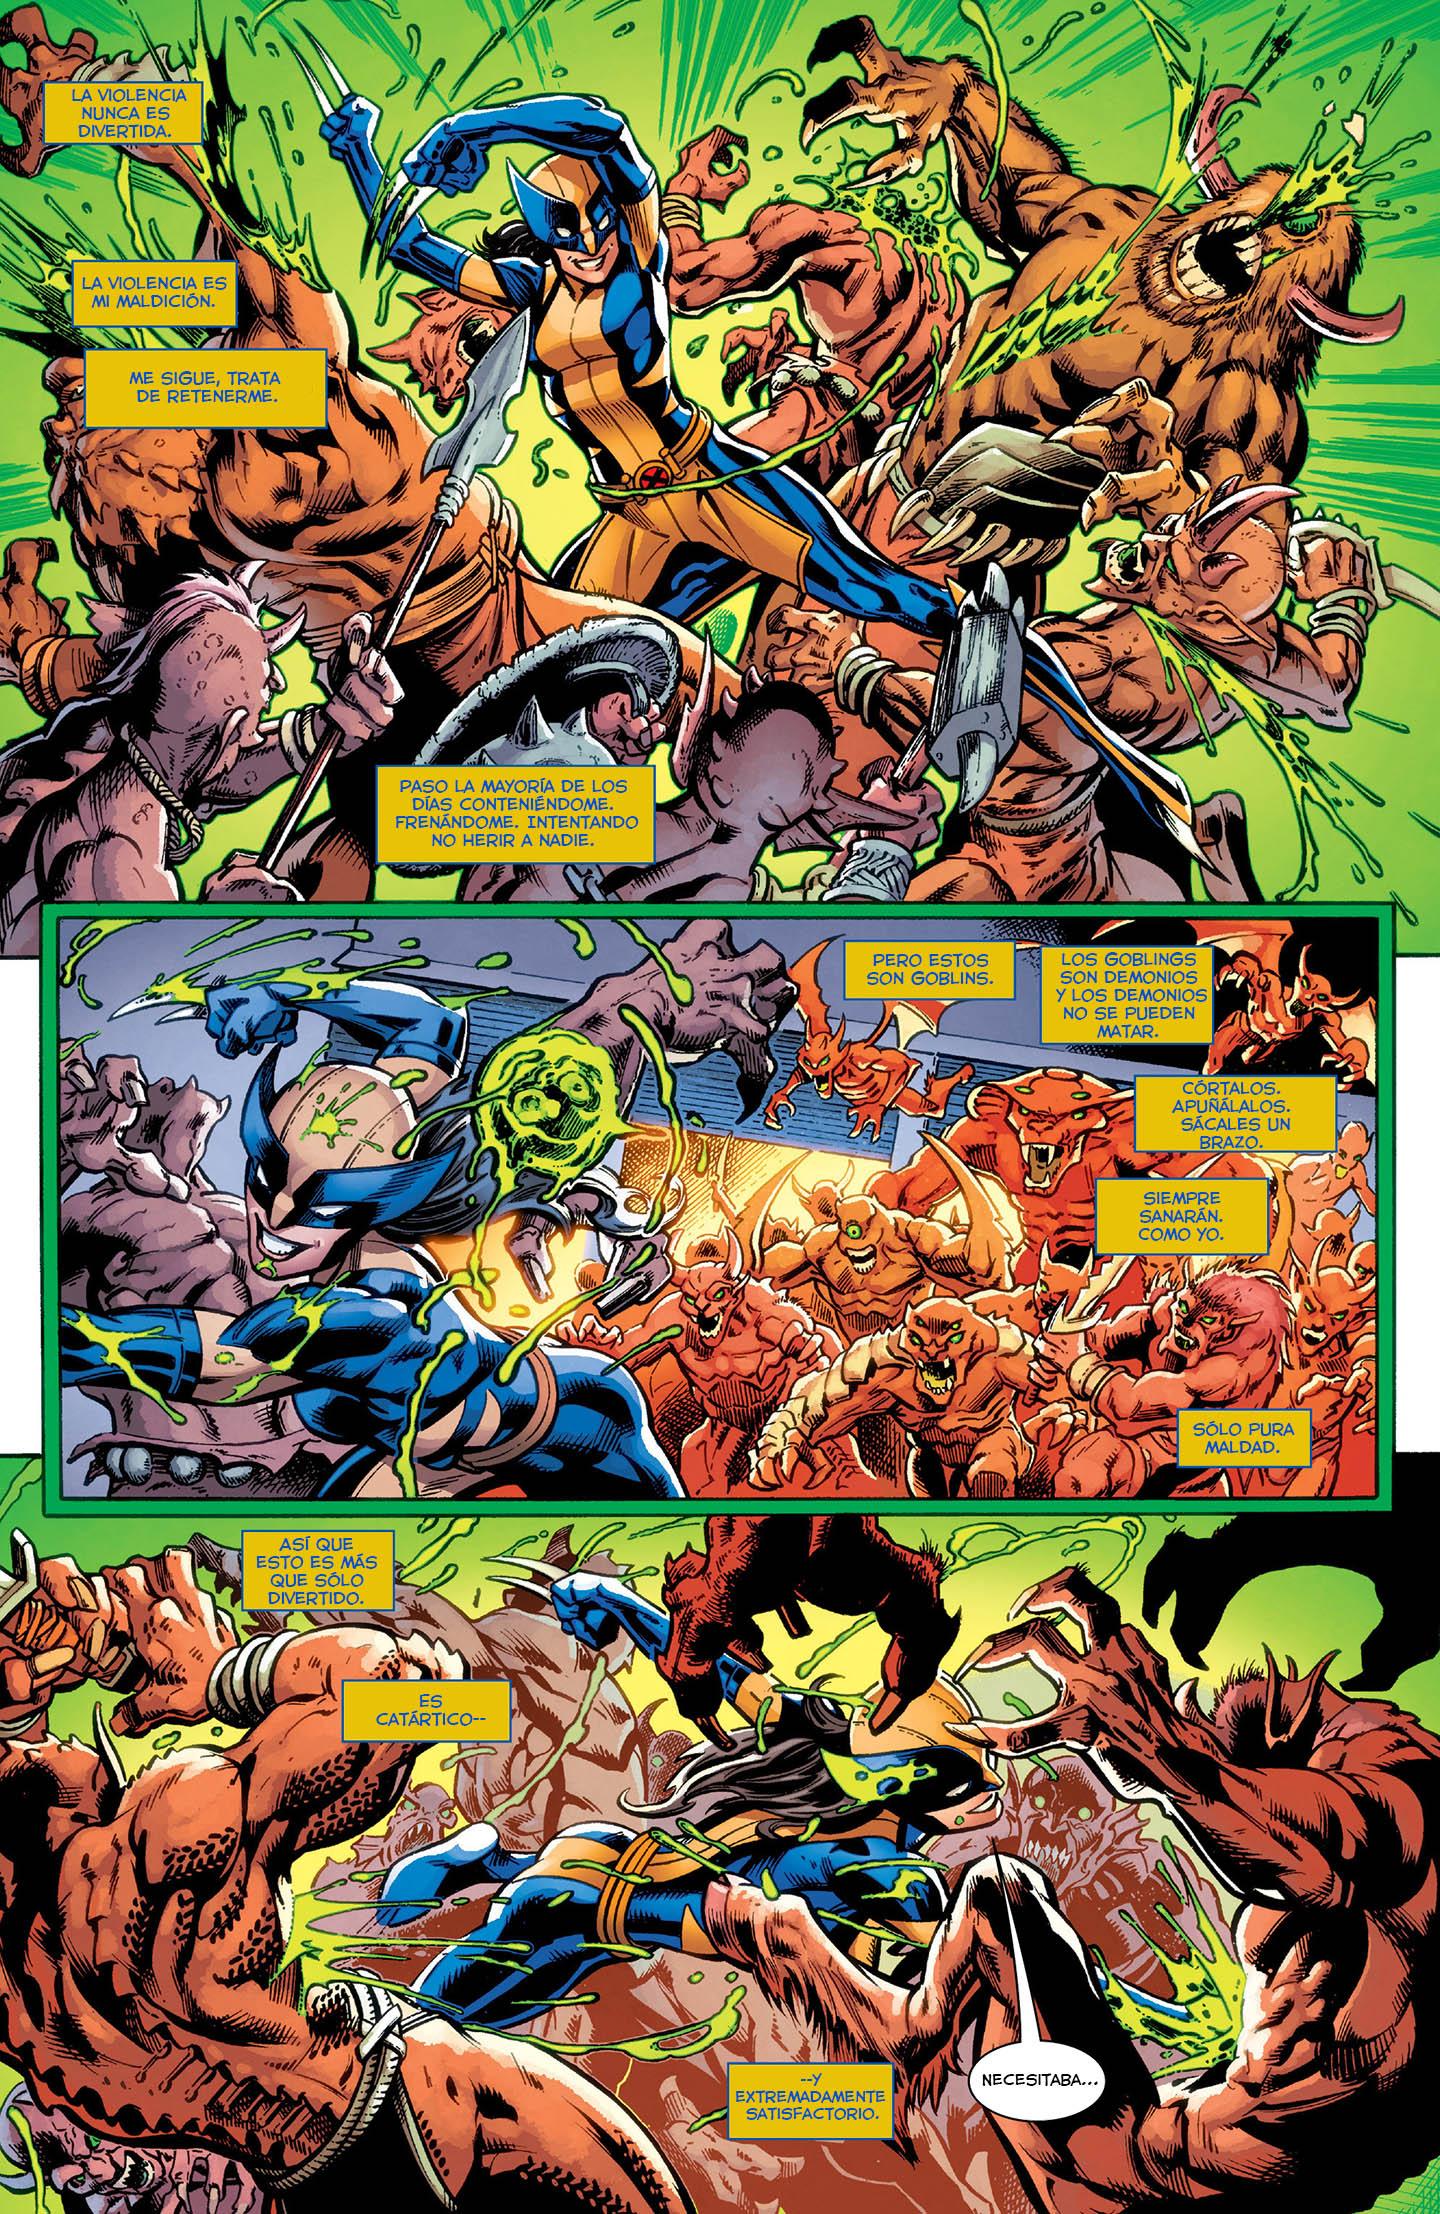 LA VIOLENCIA
NUNCA ES
DIVERTIDA.
LA VIOLENCIA ES
MI MALDICIÓN.
ME SIGUE, TRATA
DE RETENERME.
PASO LA MAYORÍA DE LOS
DÍAS CONTENIÉNDOME.
FRENÁNDOME. INTENTANDO
NO HERIR A NADIE.
PERO ESTOS
SON GOBLINS.
LOS GOBLINGS
SON DEMONIOS
Y LOS DEMONIOS
NO SE PUEDEN
MATAR.
CÓRTALOS.
APUÑÁLALOS.
SÁCALES UN
BRAZO.
SIEMPRE
SANARÁN.
COMO YO.
SÓLO PURA
MALDAD.
ASÍ QUE
ESTO ES MÁS
QUE SÓLO
DIVERTIDO.
ES
CATÁRTICO--
--Y
EXTREMADAMENTE
SATISFACTORIO.
NECESITABA...